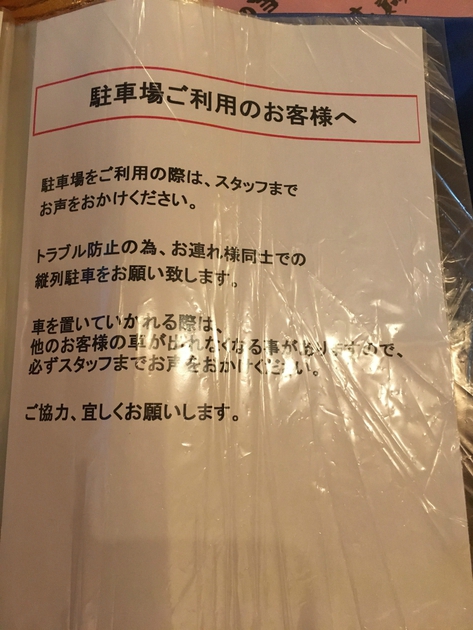 駐車場ご利用のお客様へ
駐車場をご利用の際は、スタッフまで
お声をおかけください。
トラブル防止の為、お連れ様同士での
縦列駐車をお願い致します。
車を置いていかれる際は、
他のお客様の車が出れなくなる事がありますので、
必ずスタッフまでお声をおかけください。
ご協力、宜しくお願いします。